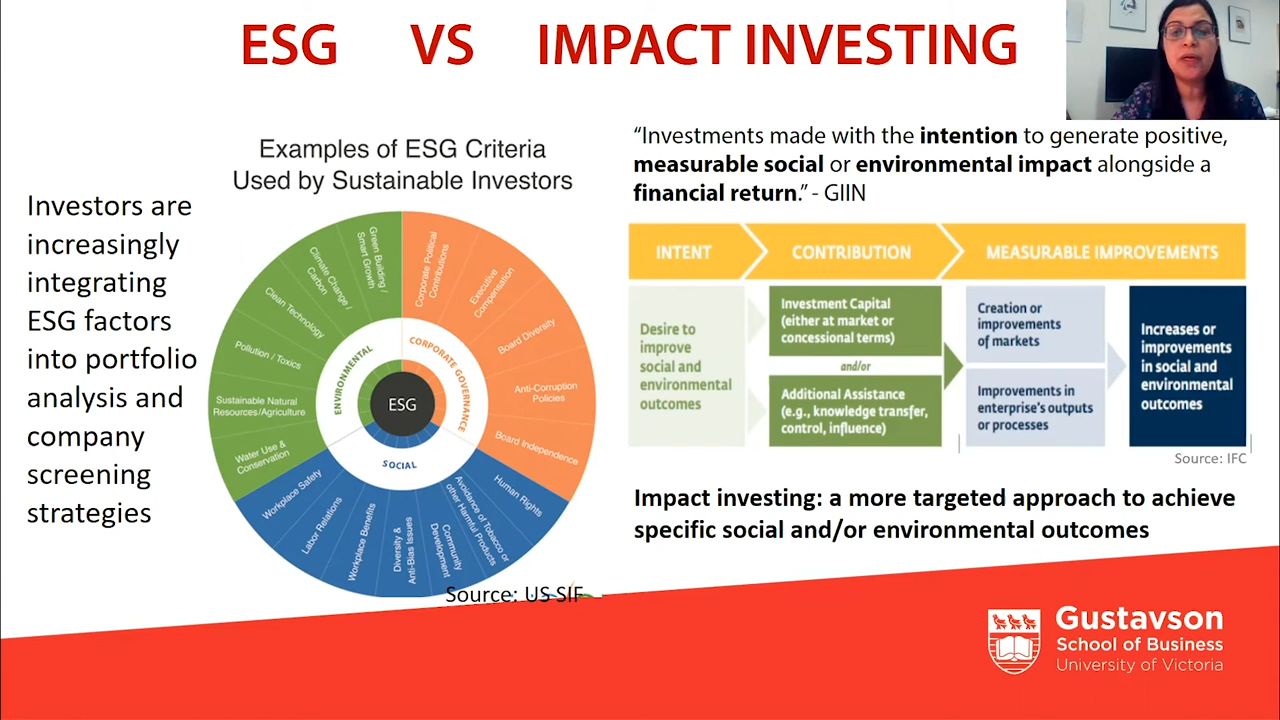 ESG VS IMPACT INVESTING
Investors are
increasingly
integrating
ESG factors
into portfolio
analysis and
company
screening
strategies
Examples of ESG Criteria
Used by Sustainable Investors
Green Building /
Smart Growth
Climate Change /
Carbon
Clean Technology
Pollution / Toxics
Sustainable Natural
Resources/Agriculture
Water Use &
Conservation
Corporate Political
Contributions
Executive
Compensation
Board Diversity
Anti-Corruption
Policies
Board Independence
Human Rights
Avoidance of Tobacco or
other Harmful Products
Community
Development
Diversity &
Anti-Bias Issues
Workplace Benefits
Labor Relations
Workplace Safety
ENVIRONMENTAL
CORPORATE GOVERNANCE
SOCIAL
ESG
Source: US SIF
“Investments made with the intention to generate positive,
measurable social or environmental impact alongside a
financial return.” - GIIN
INTENT
CONTRIBUTION
MEASURABLE IMPROVEMENTS
Desire to
improve
social and
environmental
outcomes
Investment Capital
(either at market or
concessional terms)
and/or
Additional Assistance
(e.g., knowledge transfer,
control, influence)
Creation or
improvements
of markets
Improvements in
enterprise's outputs
or processes
Increases or
improvements
in social and
environmental
outcomes
Source: IFC
Impact investing: a more targeted approach to achieve
specific social and/or environmental outcomes
Gustavson
School of Business
University of Victoria